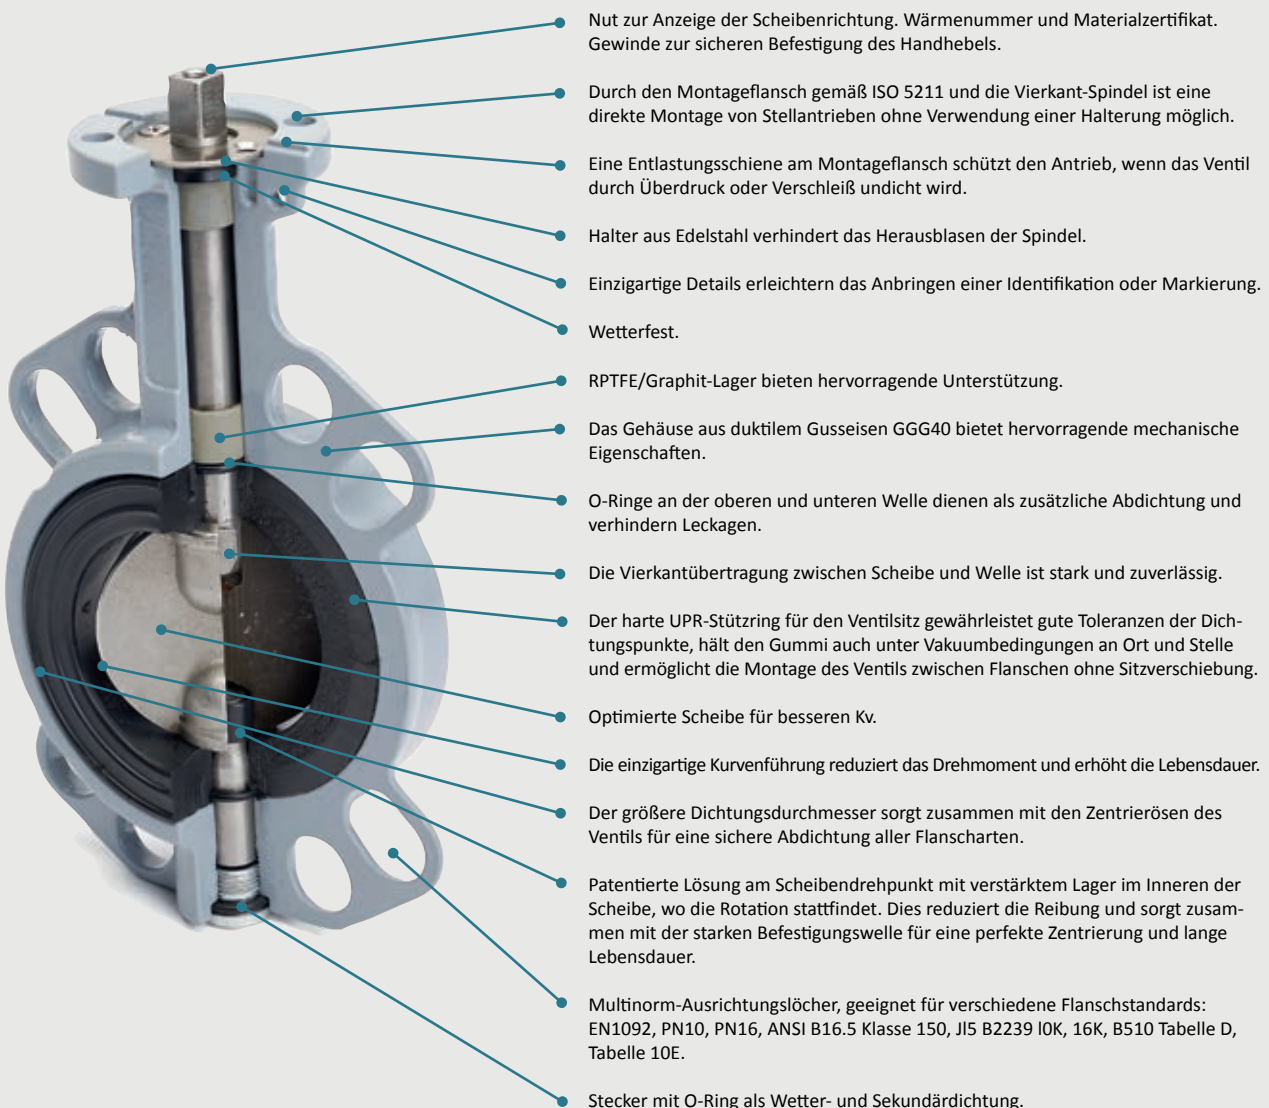 Nut zur Anzeige der Scheibenrichtung. Wärmenummer und Materialzertifikat.
Gewinde zur sicheren Befestigung des Handhebels.
Durch den Montageflansch gemäß ISO 5211 und die Vierkant-Spindel ist eine
direkte Montage von Stellantrieben ohne Verwendung einer Halterung möglich.
Eine Entlastungsschiene am Montageflansch schützt den Antrieb, wenn das Ventil
durch Überdruck oder Verschleiß undicht wird.
Halter aus Edelstahl verhindert das Herausblasen der Spindel.
Einzigartige Details erleichtern das Anbringen einer Identifikation oder Markierung.
Wetterfest.
RPTFE/Graphit-Lager bieten hervorragende Unterstützung.
Das Gehäuse aus duktilem Gusseisen GGG40 bietet hervorragende mechanische
Eigenschaften.
O-Ringe an der oberen und unteren Welle dienen als zusätzliche Abdichtung und
verhindern Leckagen.
Die Vierkantübertragung zwischen Scheibe und Welle ist stark und zuverlässig.
Der harte UPR-Stützring für den Ventilsitz gewährleistet gute Toleranzen der Dich-
tungspunkte, hält den Gummi auch unter Vakuumbedingungen an Ort und Stelle
und ermöglicht die Montage des Ventils zwischen Flanschen ohne Sitzverschiebung.
Optimierte Scheibe für besseren Kv.
Die einzigartige Kurvenführung reduziert das Drehmoment und erhöht die Lebensdauer.
Der größere Dichtungsdurchmesser sorgt zusammen mit den Zentrierösen des
Ventils für eine sichere Abdichtung aller Flanscharten.
Patentierte Lösung am Scheibendrehpunkt mit verstärktem Lager im Inneren der
Scheibe, wo die Rotation stattfindet. Dies reduziert die Reibung und sorgt zusam-
men mit der starken Befestigungswelle für eine perfekte Zentrierung und lange
Lebensdauer.
Multinorm-Ausrichtungslöcher, geeignet für verschiedene Flanschstandards:
EN1092, PN10, PN16, ANSI B16.5 Klasse 150, Jl5 B2239 l0K, 16K, B510 Tabelle D,
Tabelle 10E.
Stecker mit O-Ring als Wetter- und Sekundärdichtung.